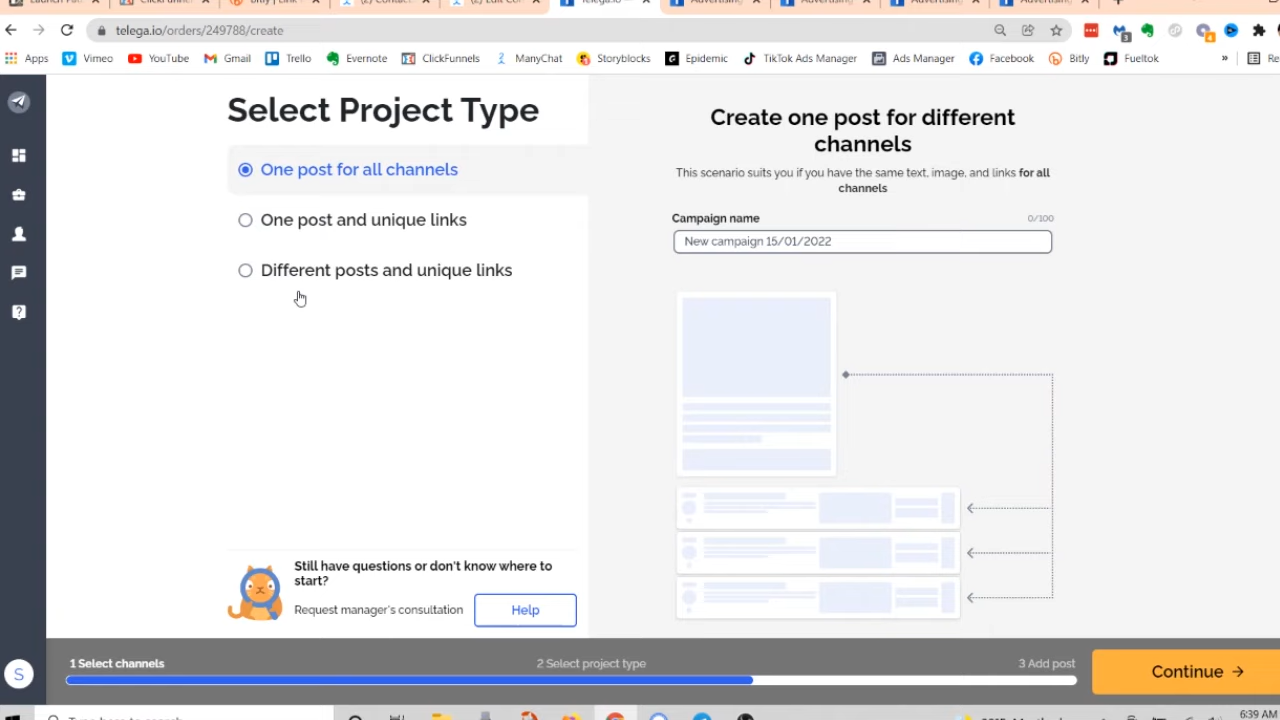 telega.io/orders/249788/create
Apps
Vimeo
YouTube
Gmail
Trello
Evernote
ClickFunnels
ManyChat
Storyblocks
Epidemic
TikTok Ads Manager
Ads Manager
Facebook
Bitly
Fueltok
»
Select Project Type
One post for all channels
One post and unique links
Different posts and unique links
Still have questions or don't know where to
start?
Request manager's consultation
Help
Create one post for different
channels
This scenario suits you if you have the same text, image, and links for all
channels
Campaign name
0/100
New campaign 15/01/2022
S
1 Select channels
2 Select project type
3 Add post
Continue →
6:39 AM